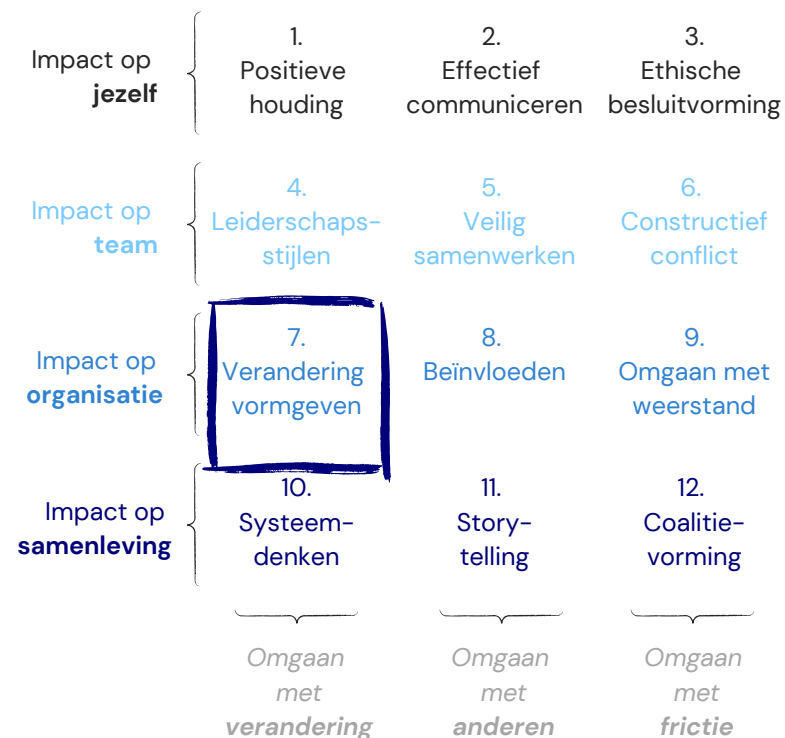 Impact op
jezelf
1.
Positieve
houding
2.
Effectief
communiceren
3.
Ethische
besluitvorming
Impact op
team
4.
Leiderschaps-
stijlen
5.
Veilig
samenwerken
6.
Constructief
conflict
Impact op
organisatie
7.
Verandering
vormgeven
8.
Beïnvloeden
9.
Omgaan met
weerstand
Impact op
samenleving
10.
Systeem-
denken
11.
Story-
telling
12.
Coalitie-
vorming
Omgaan
met
verandering
Omgaan
met
anderen
Omgaan
met
frictie